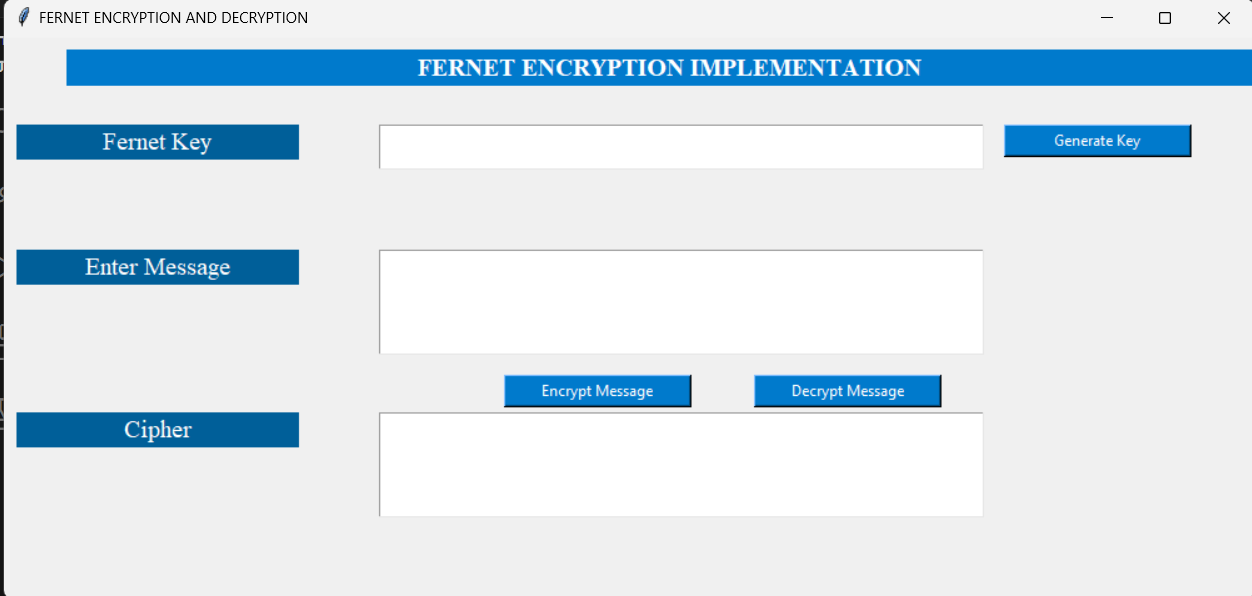 FERNET ENCRYPTION AND DECRYPTION
FERNET ENCRYPTION IMPLEMENTATION
Fernet Key
Generate Key
Enter Message
Encrypt Message
Decrypt Message
Cipher